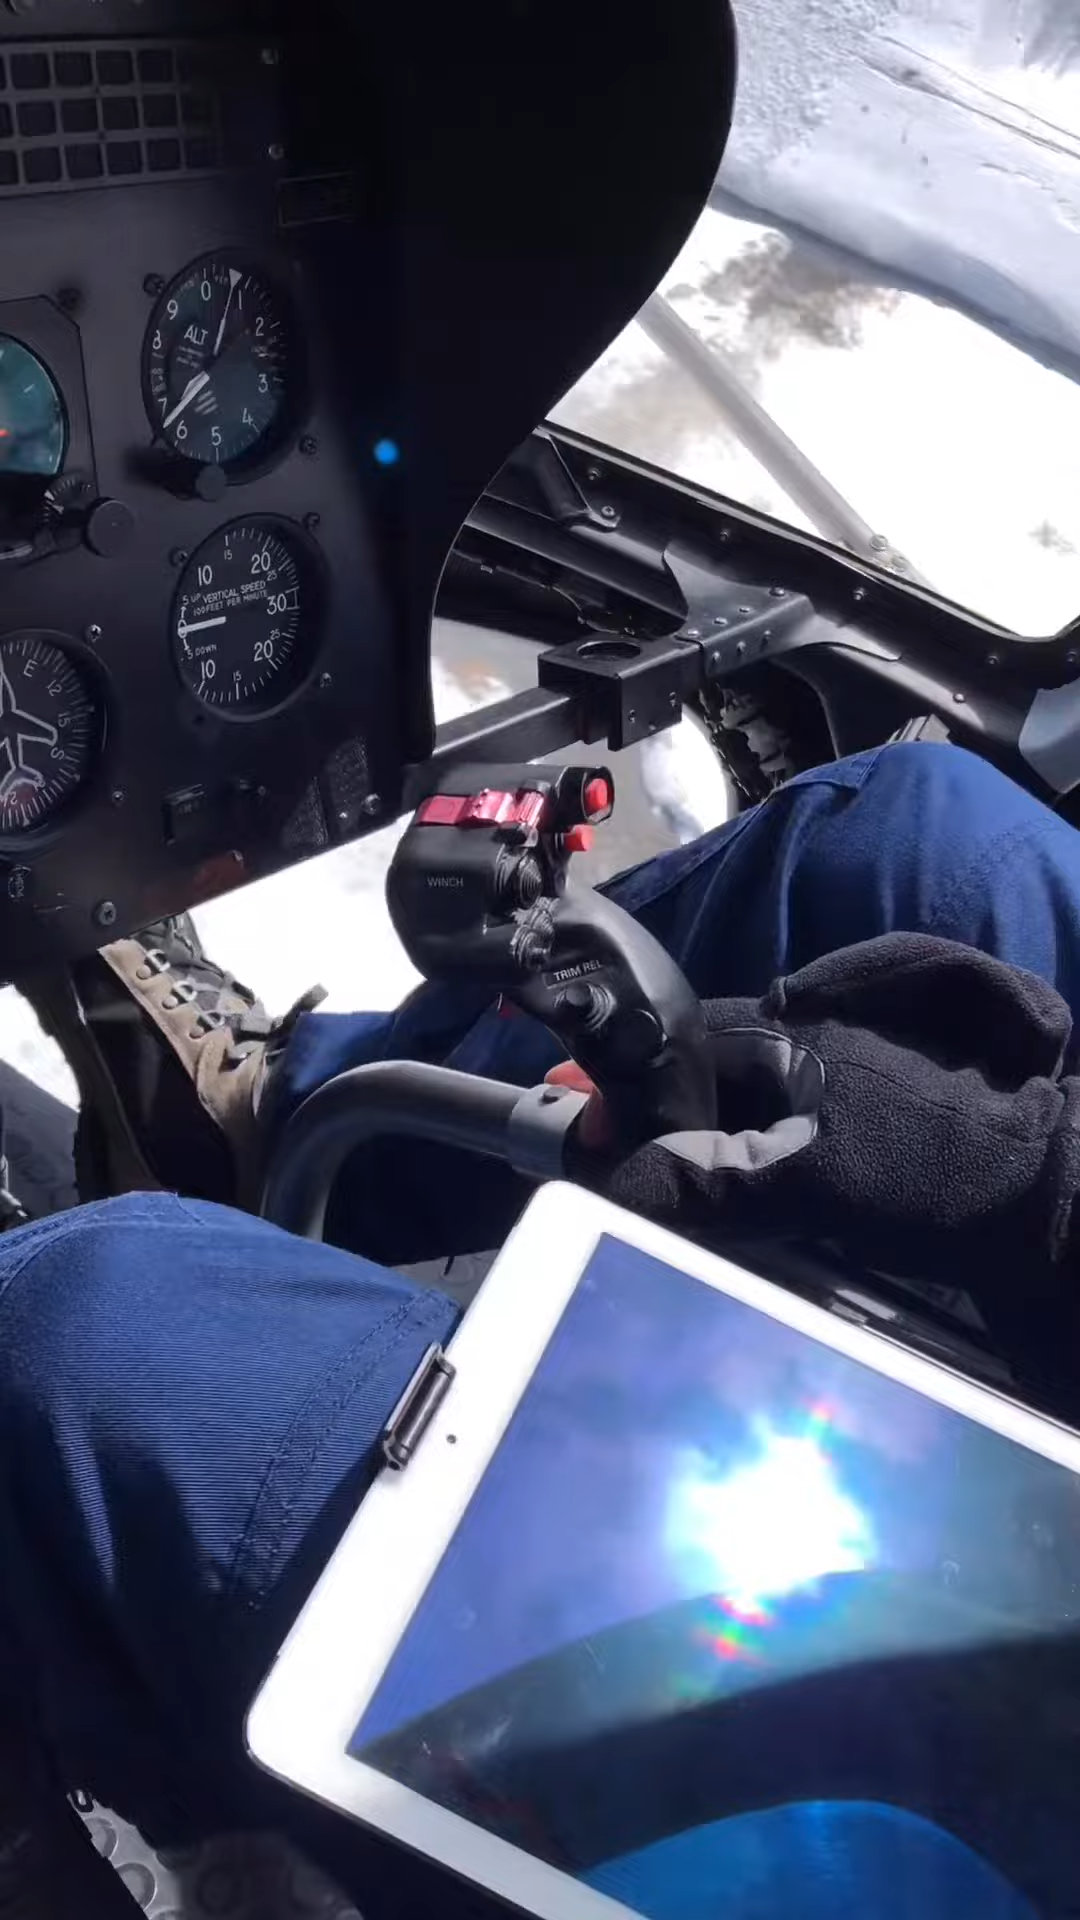 0
1
2
3
4
5
6
7
8
9
ALT
15
10
20
25
5 UP VERTICAL SPEED
100 FEET PER MINUTE
30
.5 DOWN
20
25
10
15
E
12
15
S
WINCH
TRIM REL